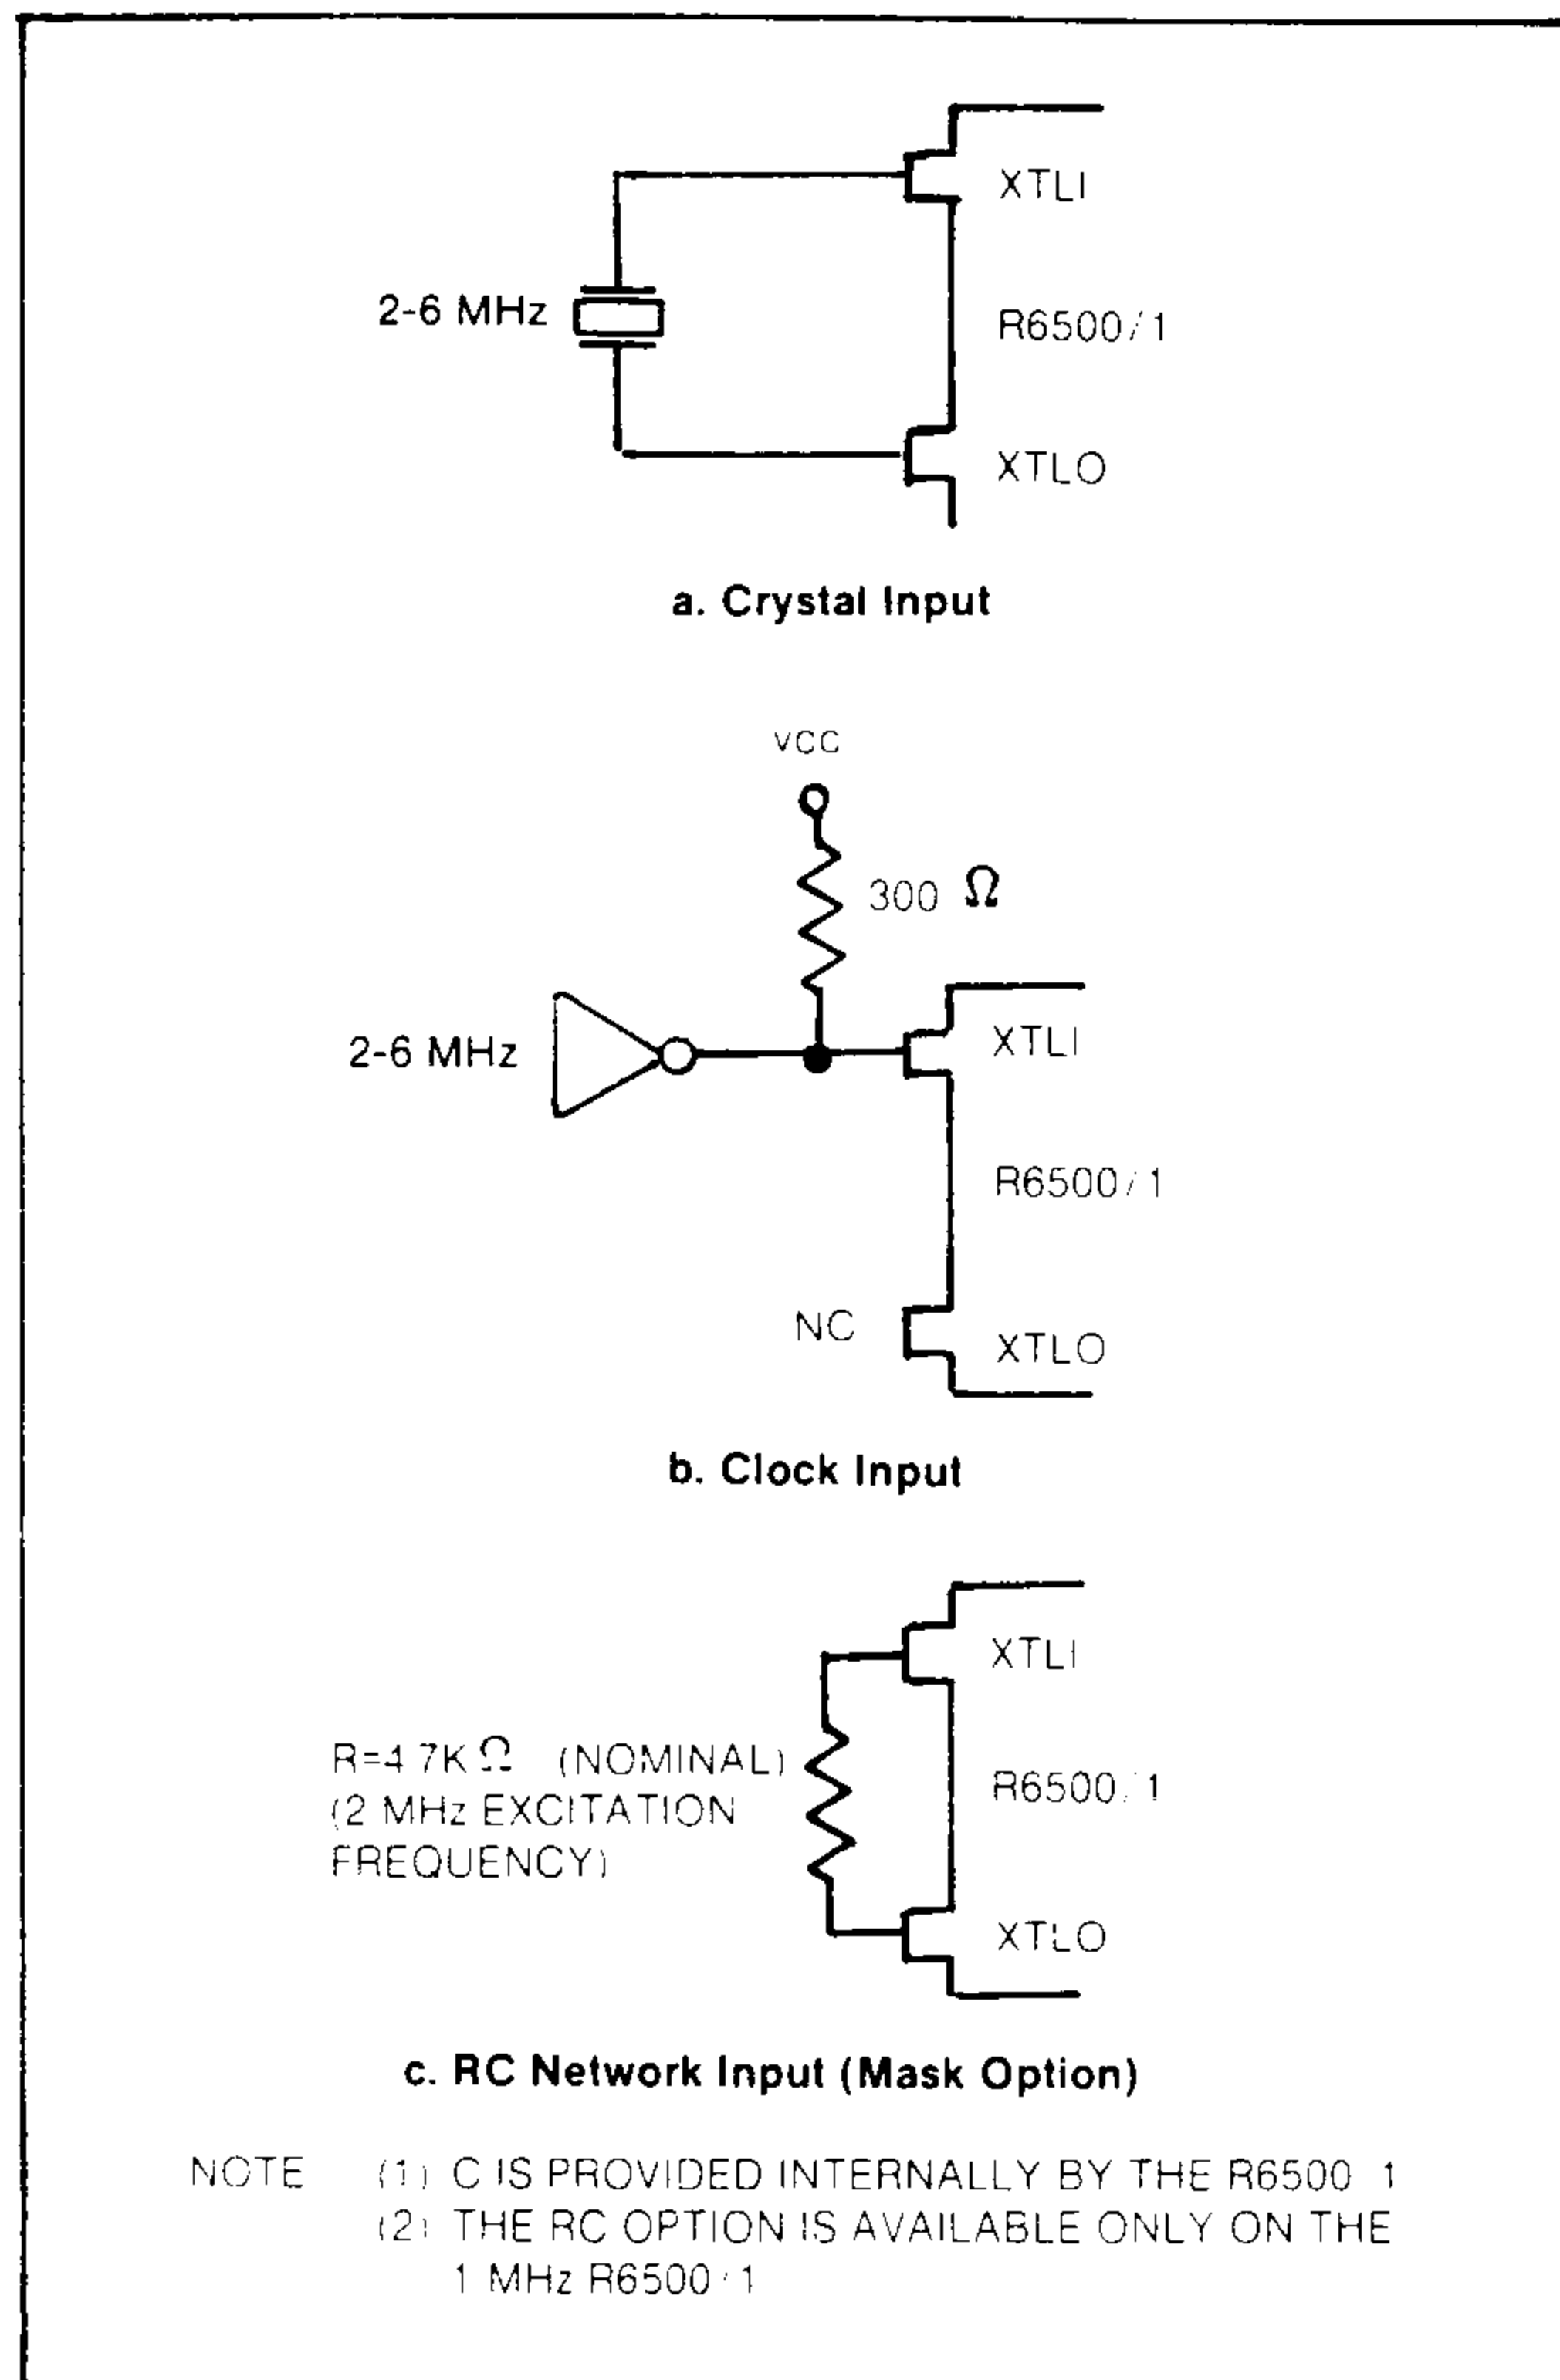 XTLI
2-6 MHz
R6500/1
XTLO
a. Crystal Input
VCC
300 Ω
2-6 MHz
XTLI
R6500/1
NC
XTLO
b. Clock Input
XTLI
R=4.7K Ω (NOMINAL)
(2 MHz EXCITATION
FREQUENCY)
R6500/1
XTLO
c. RC Network Input (Mask Option)
NOTE (1) C IS PROVIDED INTERNALLY BY THE R6500/1
(2) THE RC OPTION IS AVAILABLE ONLY ON THE
1 MHz R6500/1